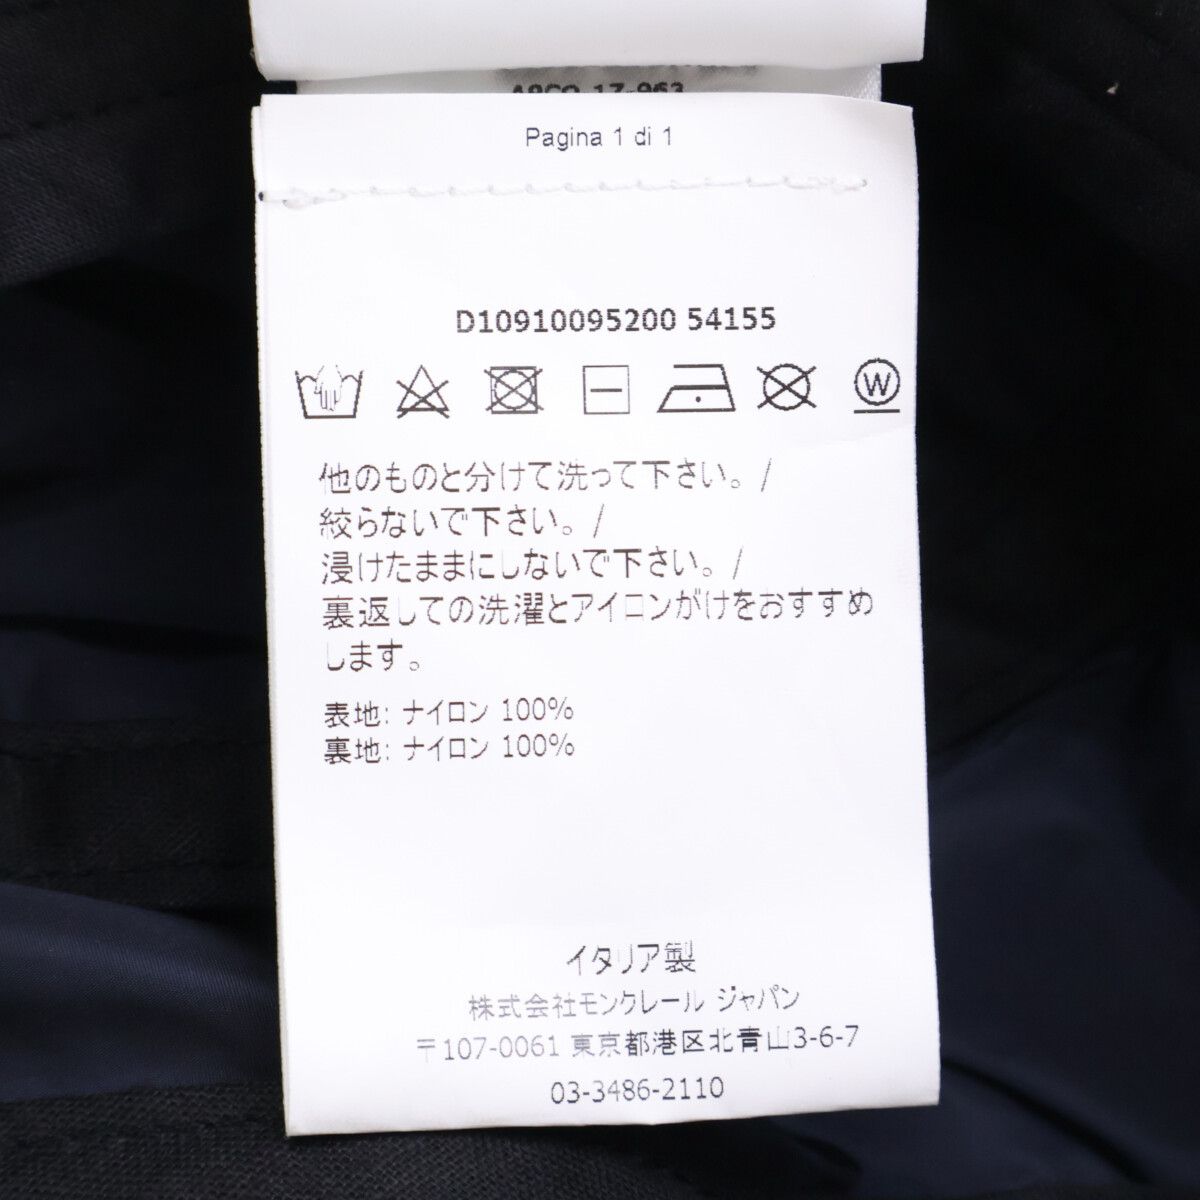 Pagina 1 di 1
D10910095200 54155
W
他のものと分けて洗って下さい。/
絞らないで下さい。/
浸けたままにしないで下さい。/
裏返しての洗濯とアイロンがけをおすすめ
します。
表地: ナイロン 100%
裏地: ナイロン 100%
イタリア製
株式会社モンクレール ジャパン
〒107-0061 東京都港区北青山3-6-7
03-3486-2110